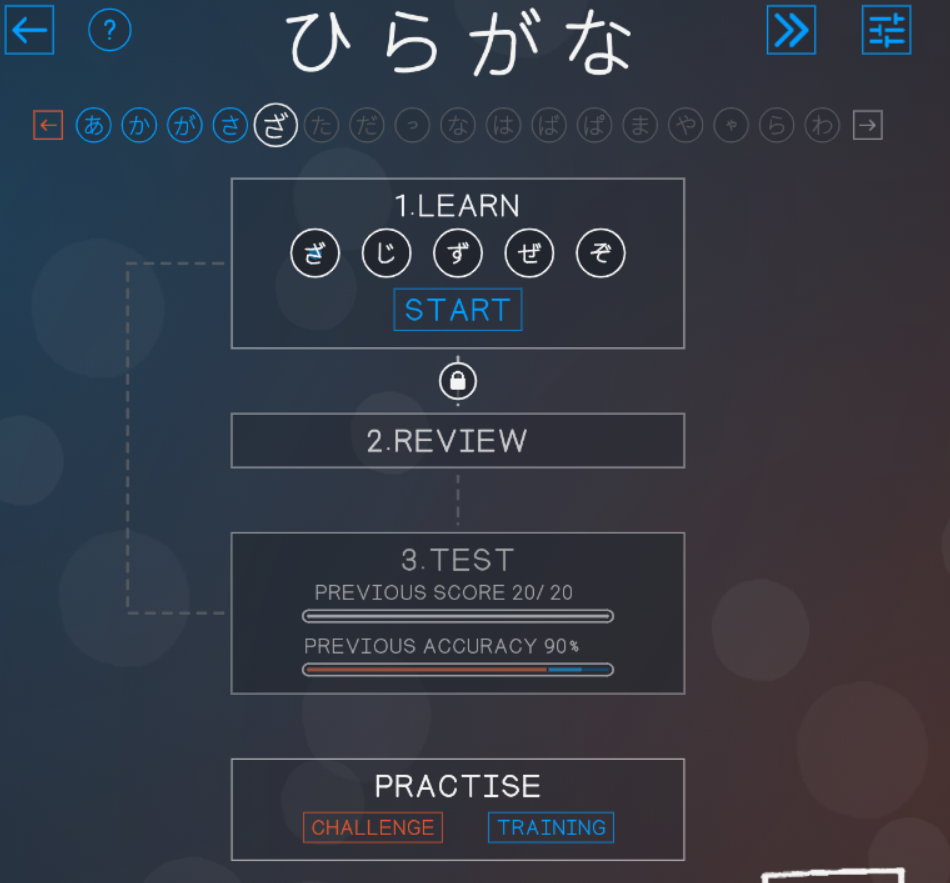 ?
ひらがな
あ か が さ ざ た だ っ な は ば ぱ ま や ゃ ら わ
1.LEARN
ざ じ ず ぜ ぞ
START
2.REVIEW
3.TEST
PREVIOUS SCORE 20/ 20
PREVIOUS ACCURACY 90%
PRACTISE
CHALLENGE TRAINING